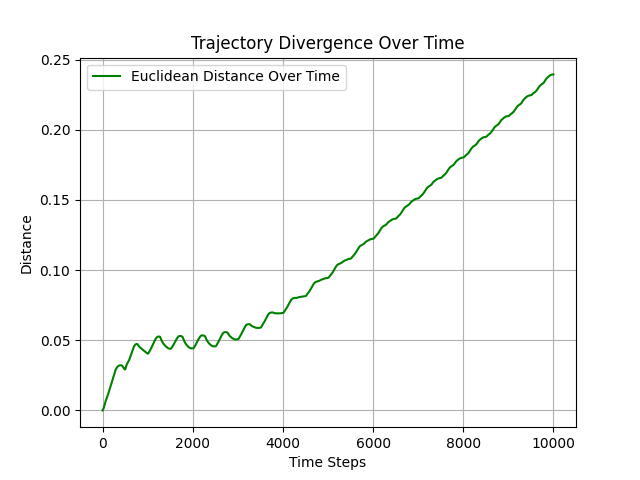 Trajectory Divergence Over Time
Euclidean Distance Over Time
Distance
0.25
0.20
0.15
0.10
0.05
0.00
0 2000 4000 6000 8000 10000
Time Steps